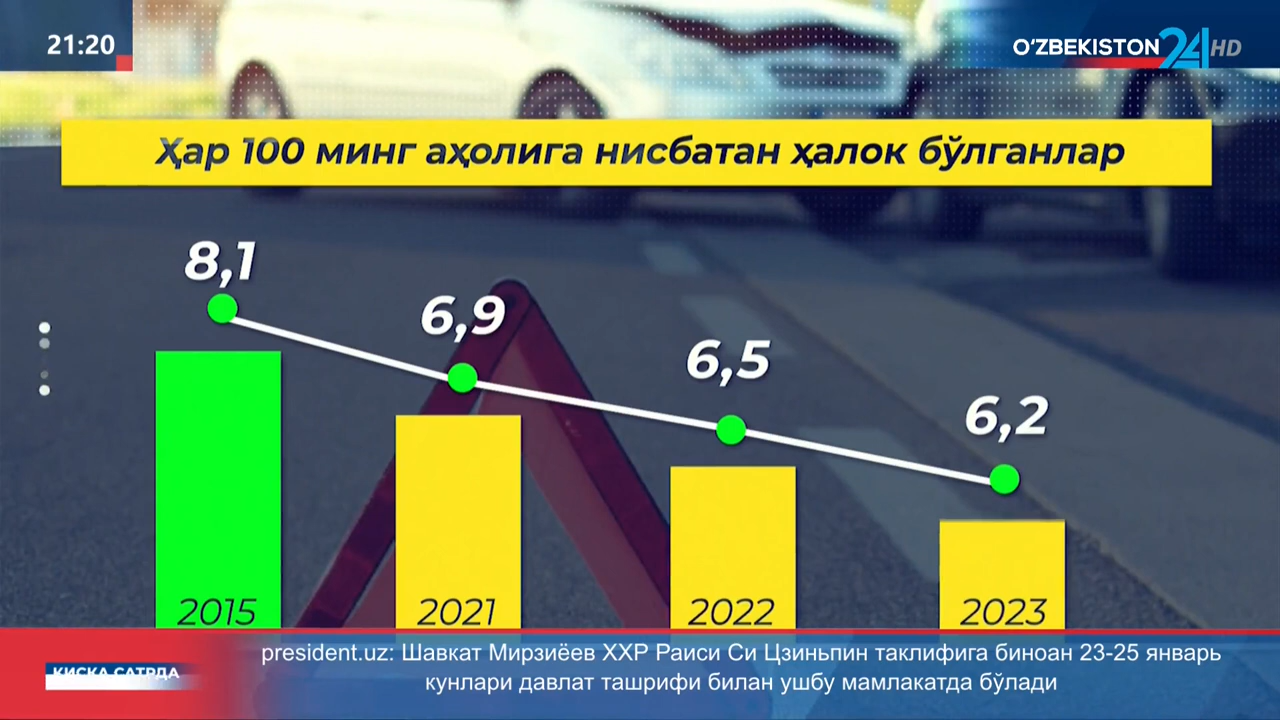 21:20
O‘ZBEKISTON 24 HD
Ҳар 100 минг аҳолига нисбатан ҳалок бўлганлар
8,1
6,9
6,5
6,2
2015
2021
2022
2023
ҚИСҚА САТРДА
president.uz: Шавкат Мирзиёев ХХР Раиси Си Цзиньпин таклифига биноан 23-25 январь
кунлари давлат ташрифи билан ушбу мамлакатда бўлади